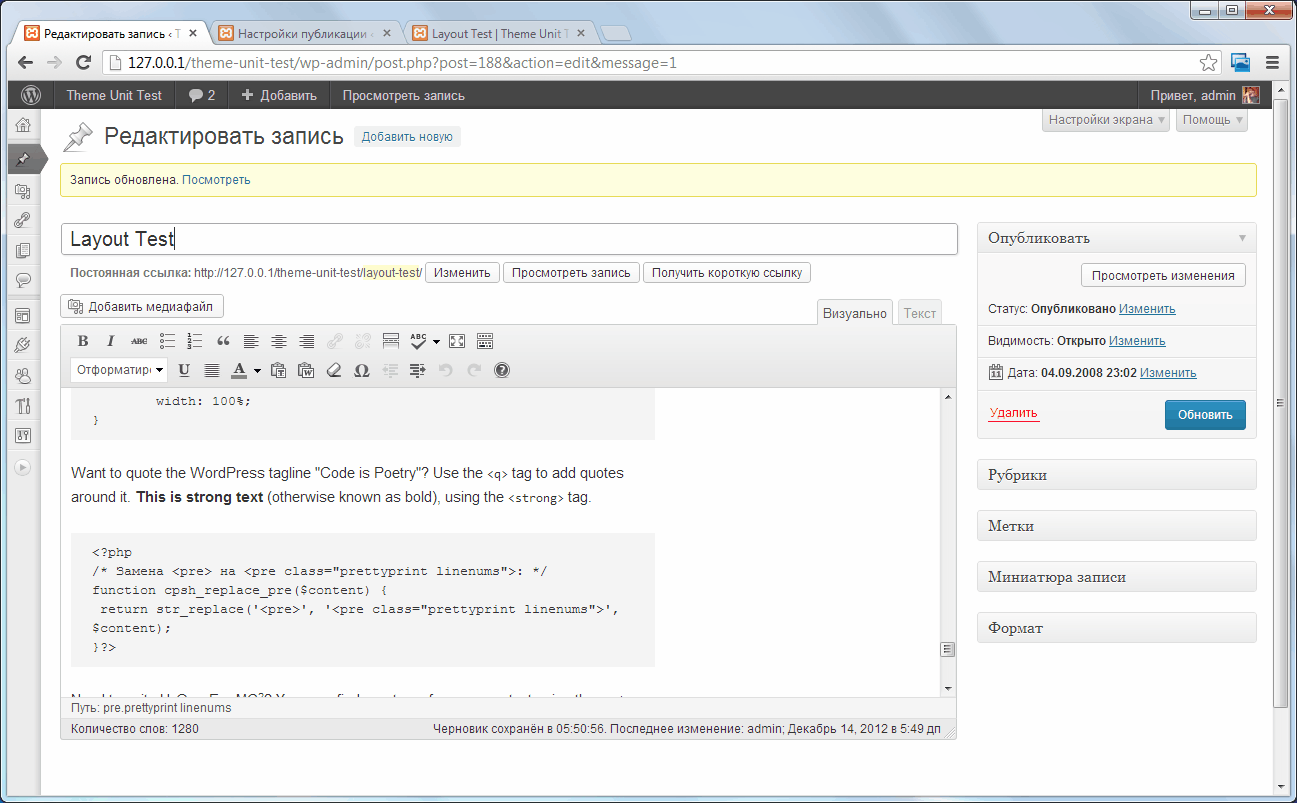 Редактировать запись ‹ T
Настройки публикации ‹
Layout Test | Theme Unit T
127.0.0.1/theme-unit-test/wp-admin/post.php?post=188&action=edit&message=1
Theme Unit Test
2
+ Добавить
Просмотреть запись
Привет, admin
Настройки экрана
Помощь
Редактировать запись
Добавить новую
Запись обновлена. Посмотреть
Layout Test
Постоянная ссылка: http://127.0.0.1/theme-unit-test/layout-test/
Изменить
Просмотреть запись
Получить короткую ссылку
Добавить медиафайл
Визуально
Текст
B I ABC
ABC
Отформатир
U
A
Ω
width: 100%;
}
Want to quote the WordPress tagline "Code is Poetry"? Use the <q> tag to add quotes
around it. This is strong text (otherwise known as bold), using the <strong> tag.
<?php
/* Замена <pre> на <pre class="prettyprint linenums">: */
function cpsh_replace_pre($content) {
return str_replace('<pre>', '<pre class="prettyprint linenums">',
$content);
}?>
Путь: pre.prettyprint linenums
Количество слов: 1280
Черновик сохранён в 05:50:56. Последнее изменение: admin; Декабрь 14, 2012 в 5:49 дп
Опубликовать
Просмотреть изменения
Статус: Опубликовано Изменить
Видимость: Открыто Изменить
11
Дата: 04.09.2008 23:02 Изменить
Удалить
Обновить
Рубрики
Метки
Миниатюра записи
Формат